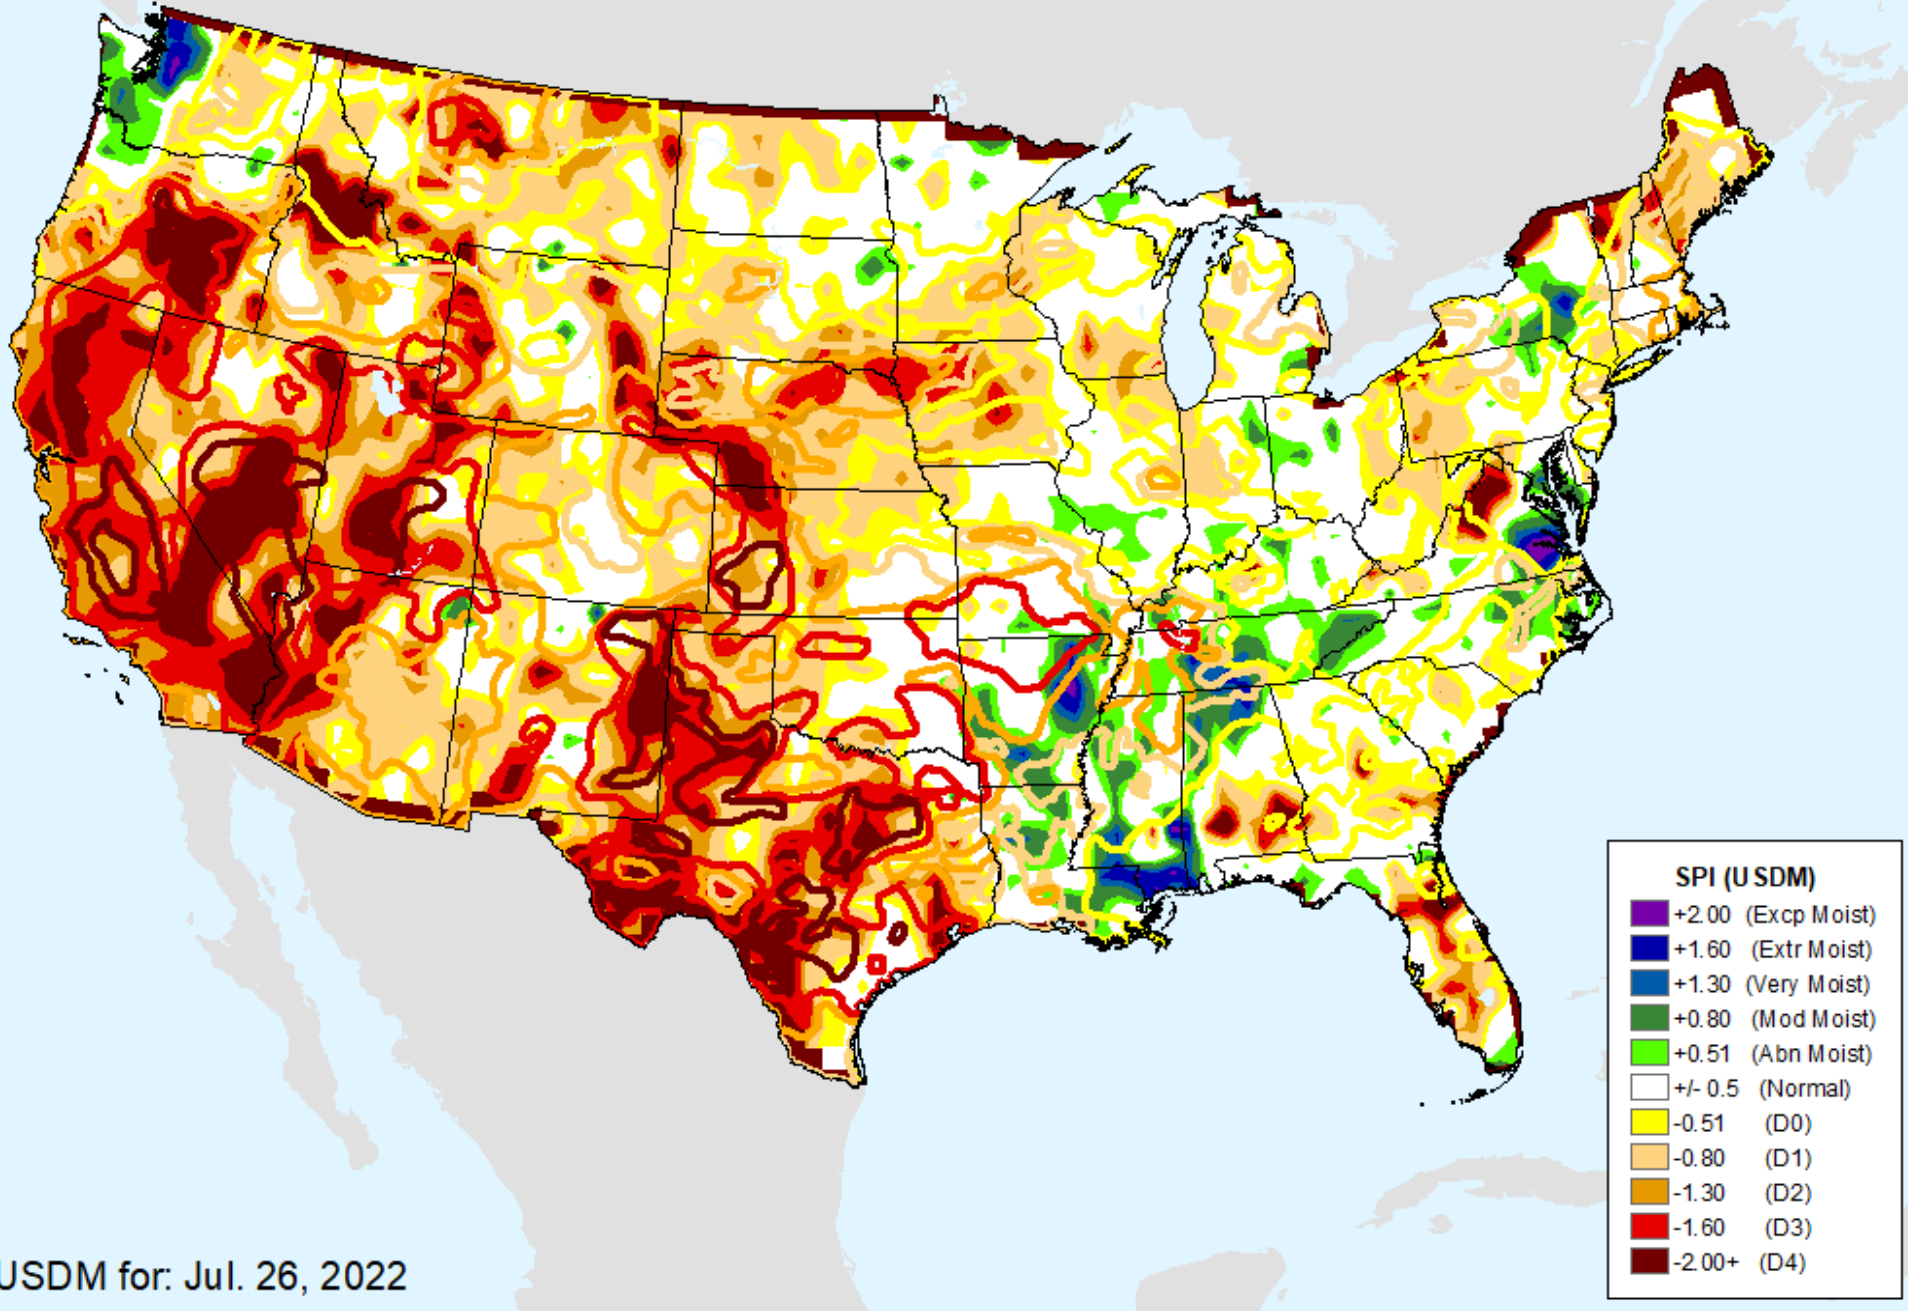 SPI (USDM)
+2.00 (Excp Moist)
+1.60 (Extr Moist)
+1.30 (Very Moist)
+0.80 (Mod Moist)
+0.51 (Abn Moist)
+/- 0.5 (Normal)
-0.51 (D0)
-0.80 (D1)
-1.30 (D2)
-1.60 (D3)
-2.00+ (D4)
USDM for: Jul. 26, 2022